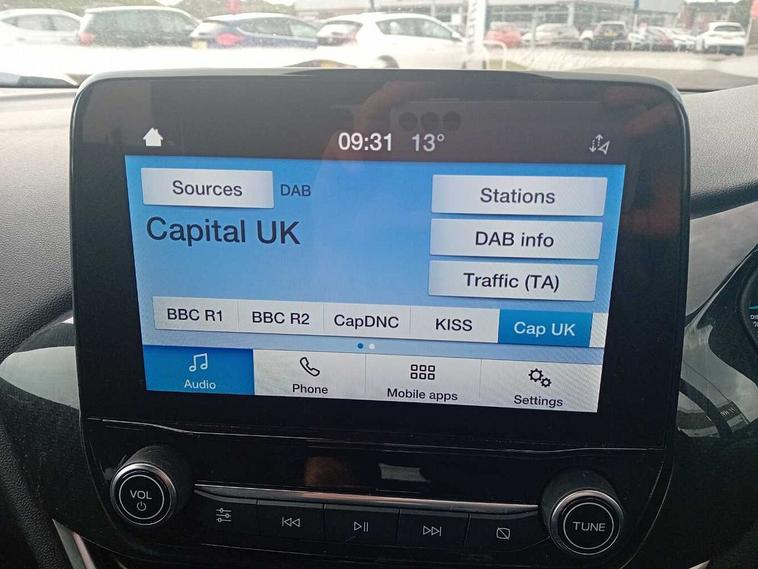 09:31 13°
Sources DAB
Stations
Capital UK
DAB info
Traffic (TA)
BBC R1 BBC R2 CapDNC KISS Cap UK
Audio Phone Mobile apps Settings
VOL
TUNE